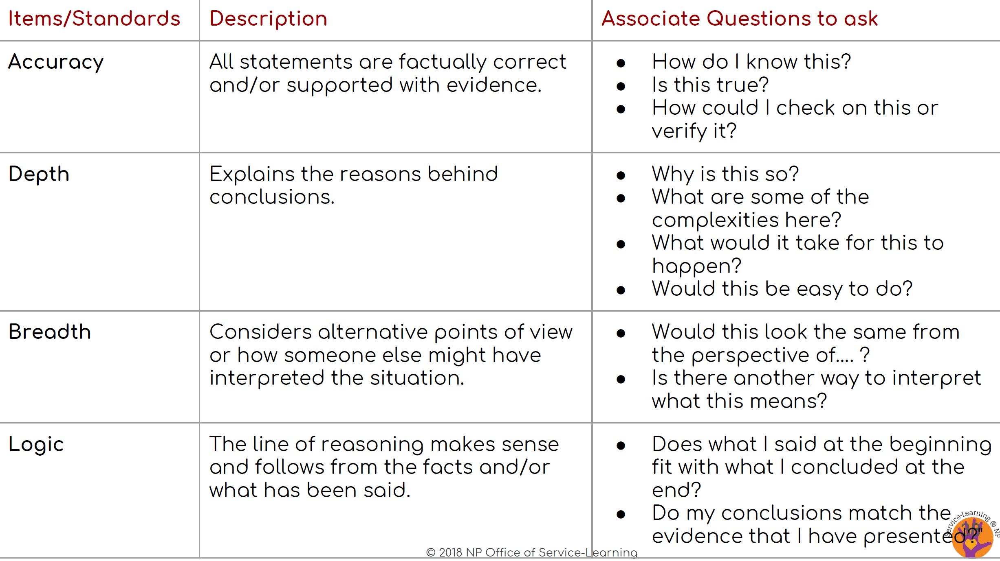 Items/Standards
Description
Associate Questions to ask
Accuracy
All statements are factually correct
and/or supported with evidence.
● How do I know this?
● Is this true?
● How could I check on this or
verify it?
Depth
Explains the reasons behind
conclusions.
● Why is this so?
● What are some of the
complexities here?
● What would it take for this to
happen?
● Would this be easy to do?
Breadth
Considers alternative points of view
or how someone else might have
interpreted the situation.
● Would this look the same from
the perspective of.... ?
● Is there another way to interpret
what this means?
Logic
The line of reasoning makes sense
and follows from the facts and/or
what has been said.
● Does what I said at the beginning
fit with what I concluded at the
end?
● Do my conclusions match the
evidence that I have presented?"
Service-Learning @ NP
© 2018 NP Office of Service-Learning